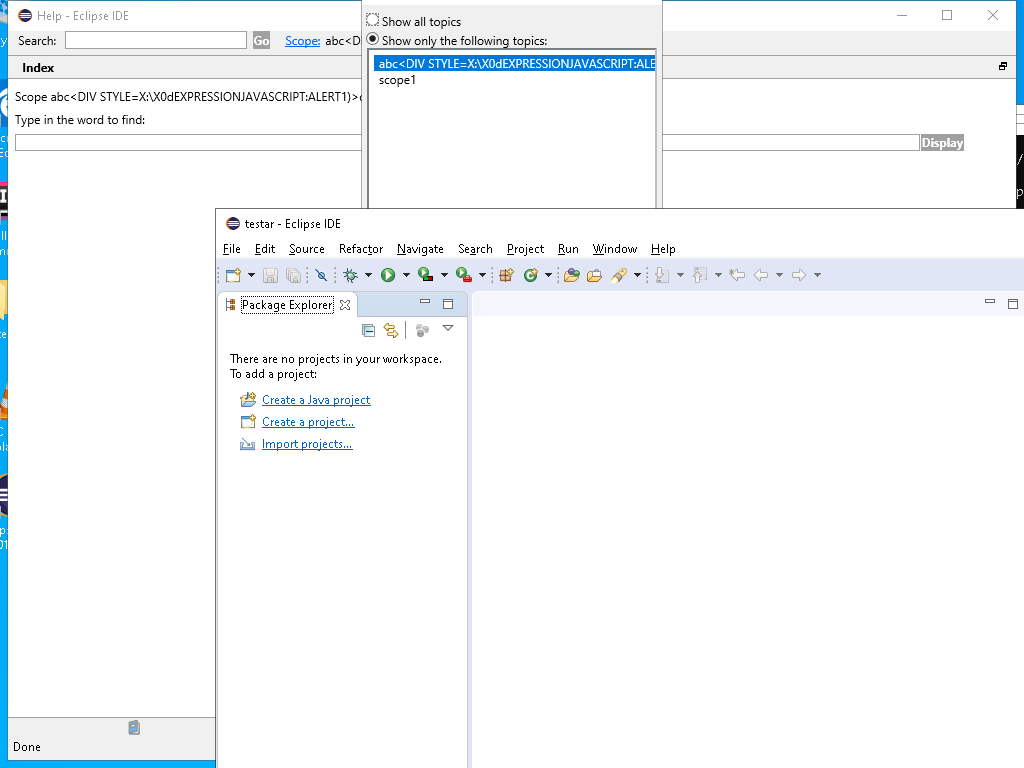 Help - Eclipse IDE
Show all topics
Search:
Go
Scope: abc<D
Show only the following topics:
Index
abc<DIV STYLE=X:\X0dEXPRESSIONJAVASCRIPT:ALE
scope1
Scope abc<DIV STYLE=X:\X0dEXPRESSIONJAVASCRIPT:ALERT1)>
Type in the word to find:
Display
testar - Eclipse IDE
File Edit Source Refactor Navigate Search Project Run Window Help
Package Explorer
There are no projects in your workspace.
To add a project:
Create a Java project
Create a project...
Import projects...
Done